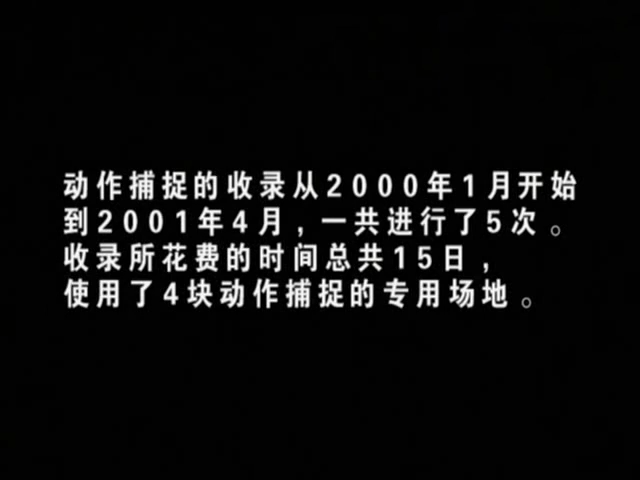 动作捕捉的收录从2000年1月开始
到2001年4月，一共进行了5次。
收录所花费的时间总共15日，
使用了4块动作捕捉的专用场地。